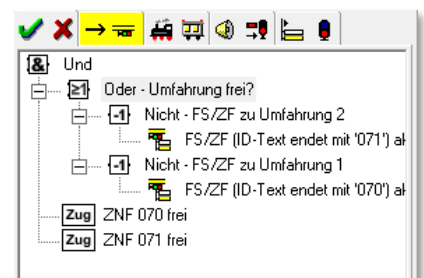 & Und
≥1 Oder - Umfahrung frei?
-1 Nicht - FS/ZF zu Umfahrung 2
FS/ZF (ID-Text endet mit '071')
-1 Nicht - FS/ZF zu Umfahrung 1
FS/ZF (ID-Text endet mit '070')
Zug ZNF 070 frei
Zug ZNF 071 frei